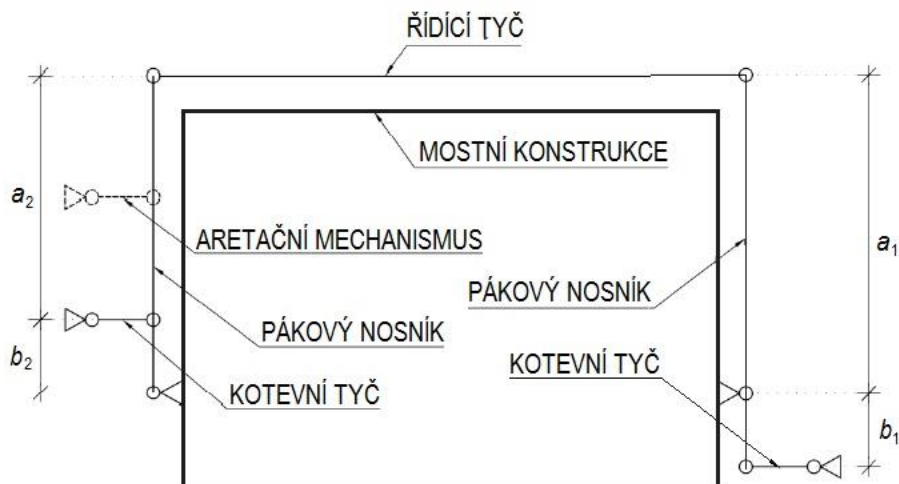 ŘÍDÍCÍ TYČ
MOSTNÍ KONSTRUKCE
a₂
ARETAČNÍ MECHANISMUS
a₁
PÁKOVÝ NOSNÍK
PÁKOVÝ NOSNÍK
b₂
KOTEVNÍ TYČ
KOTEVNÍ TYČ
b₁